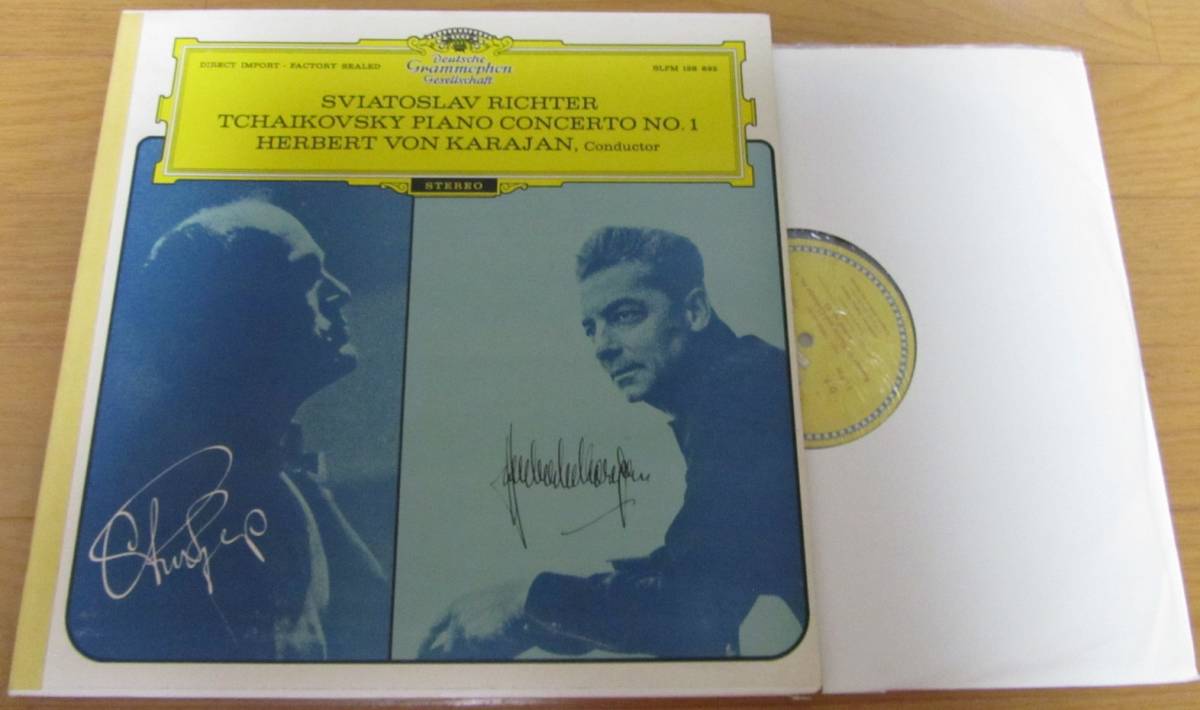 DIRECT IMPORT - FACTORY SEALED
Deutsche
Grammophon
Gesellschaft
SLPM 138 822
SVIATOSLAV RICHTER
TCHAIKOVSKY PIANO CONCERTO NO. 1
HERBERT VON KARAJAN, Conductor
STEREO